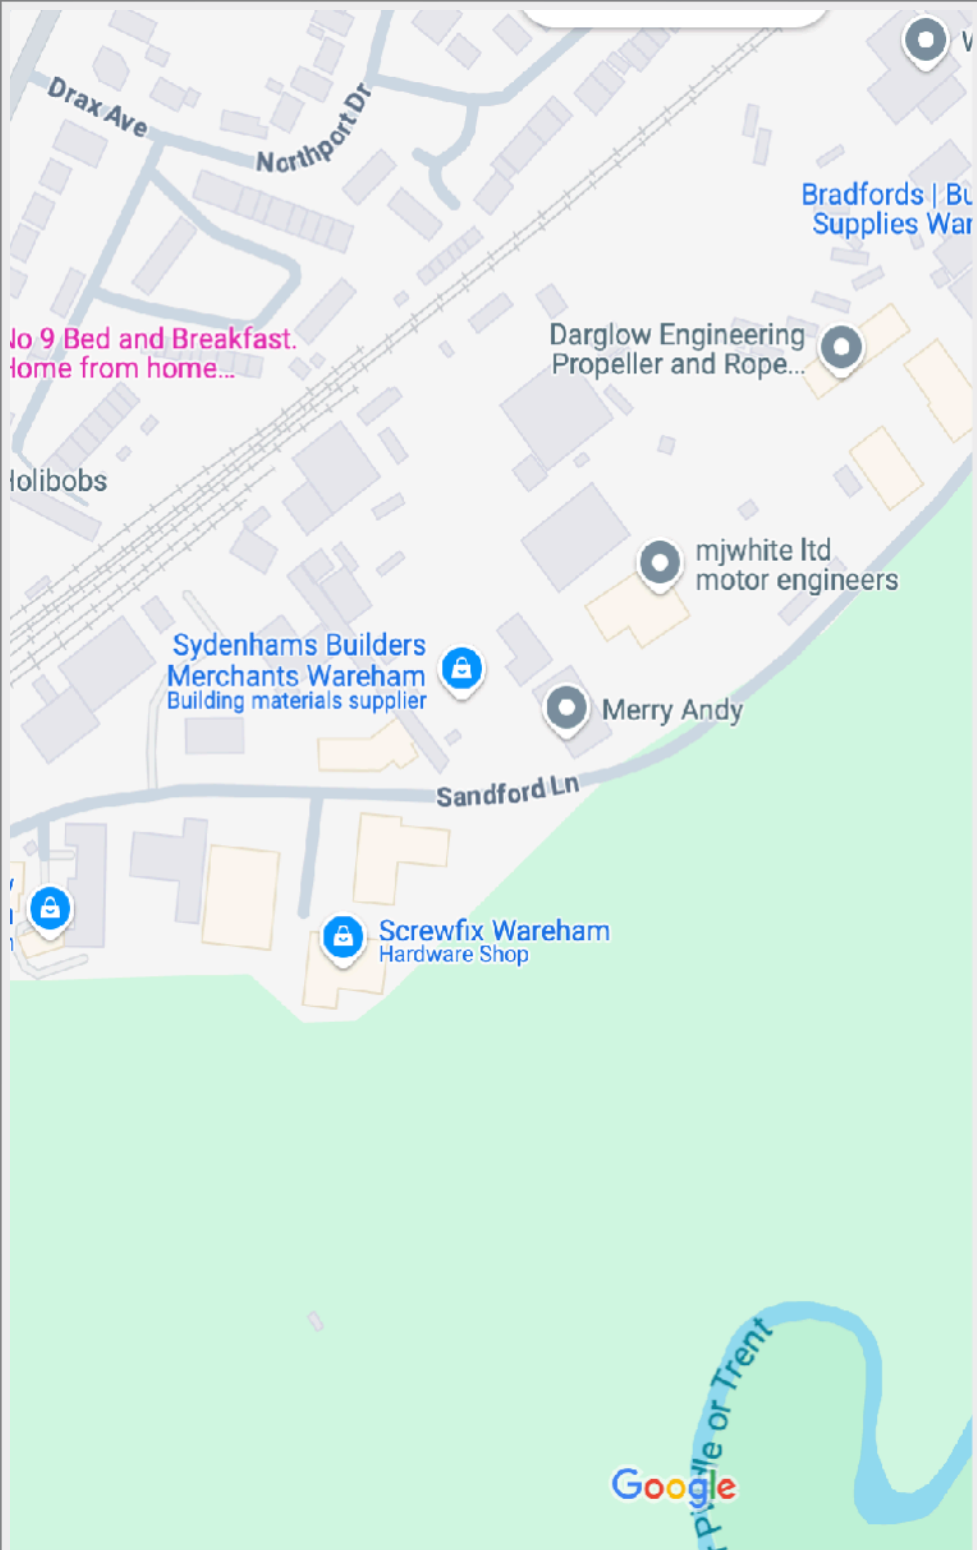 Drax Ave
Northport Dr
Bradfords | Bu
Supplies War
No 9 Bed and Breakfast.
Home from home...
Darglow Engineering
Propeller and Rope...
Holibobs
mjwhite ltd
motor engineers
Sydenhams Builders
Merchants Wareham
Building materials supplier
Merry Andy
Sandford Ln
Screwfix Wareham
Hardware Shop
Piddle or Trent
Google